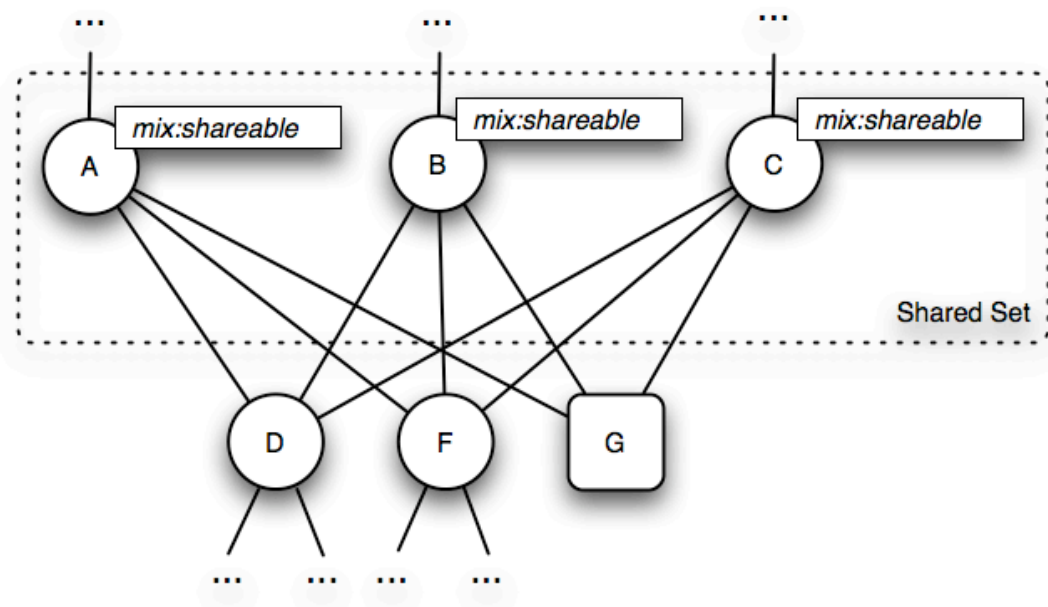 ... ... ...
mix:shareable mix:shareable mix:shareable
A B C
Shared Set
D F G
... ... ... ...